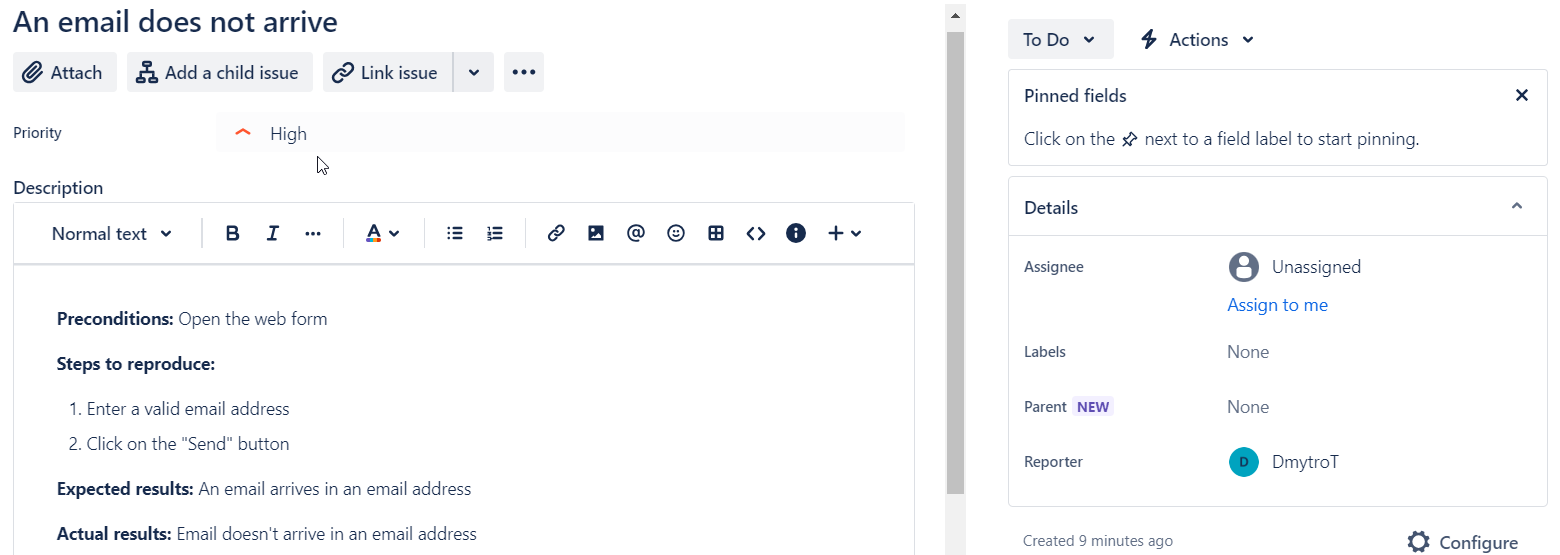 An email does not arrive
Attach
Add a child issue
Link issue
Priority
High
Description
Normal text
B I A
Preconditions: Open the web form
Steps to reproduce:
1. Enter a valid email address
2. Click on the "Send" button
Expected results: An email arrives in an email address
Actual results: Email doesn't arrive in an email address
To Do
Actions
Pinned fields
Click on the next to a field label to start pinning.
Details
Assignee
Unassigned
Assign to me
Labels
None
Parent NEW
None
Reporter
D DmytroT
Created 9 minutes ago
Configure